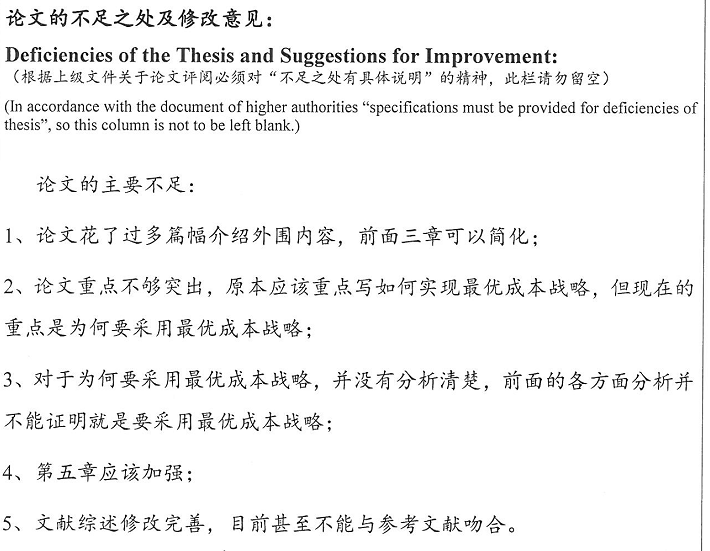 论文的不足之处及修改意见：
Deficiencies of the Thesis and Suggestions for Improvement:
（根据上级文件关于论文评阅必须对“不足之处有具体说明”的精神，此栏请勿留空）
(In accordance with the document of higher authorities “specifications must be provided for deficiencies of
thesis”, so this column is not to be left blank.)
论文的主要不足：
1、论文花了过多篇幅介绍外围内容，前面三章可以简化；
2、论文重点不够突出，原本应该重点写如何实现最优成本战略，但现在的
重点是为何要采用最优成本战略；
3、对于为何要采用最优成本战略，并没有分析清楚，前面的各方面分析并
不能证明就是要采用最优成本战略；
4、第五章应该加强；
5、文献综述修改完善，目前甚至不能与参考文献吻合。